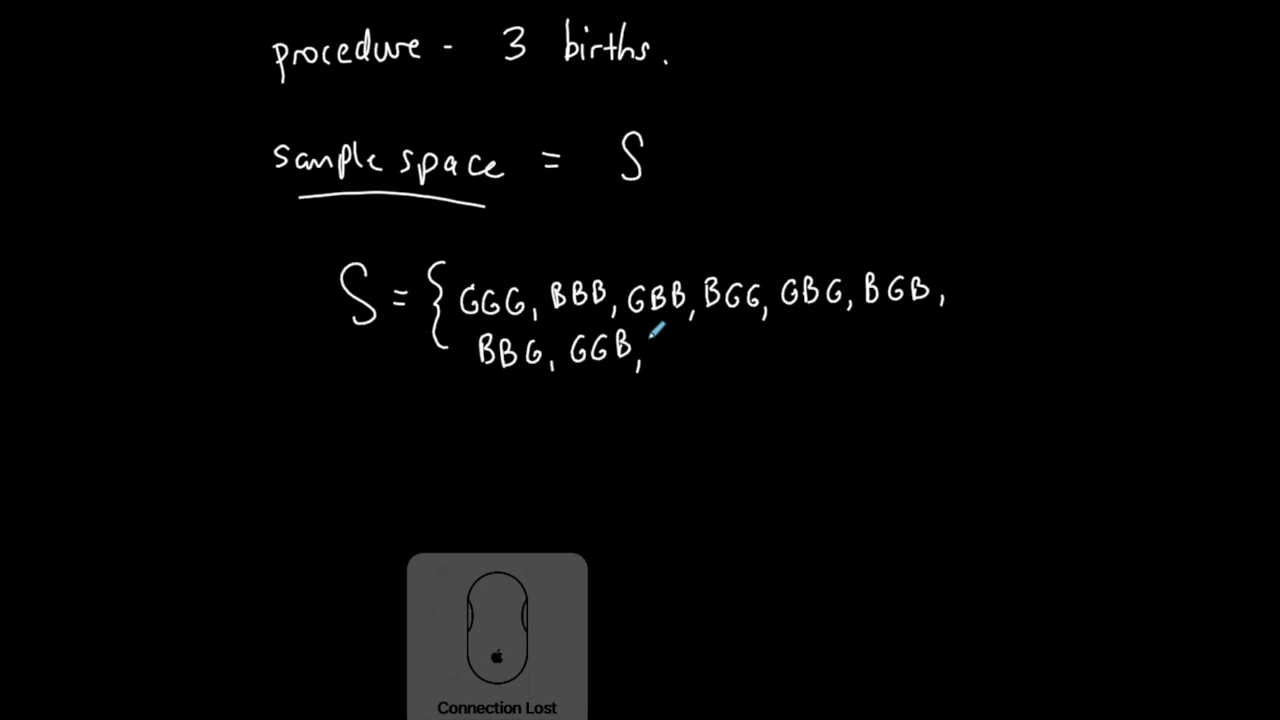 procedure - 3 births.
sample space = S
S = { GGG, BBB, GBB, BGG, GBG, BGB,
BBG, GGB,
Connection Lost